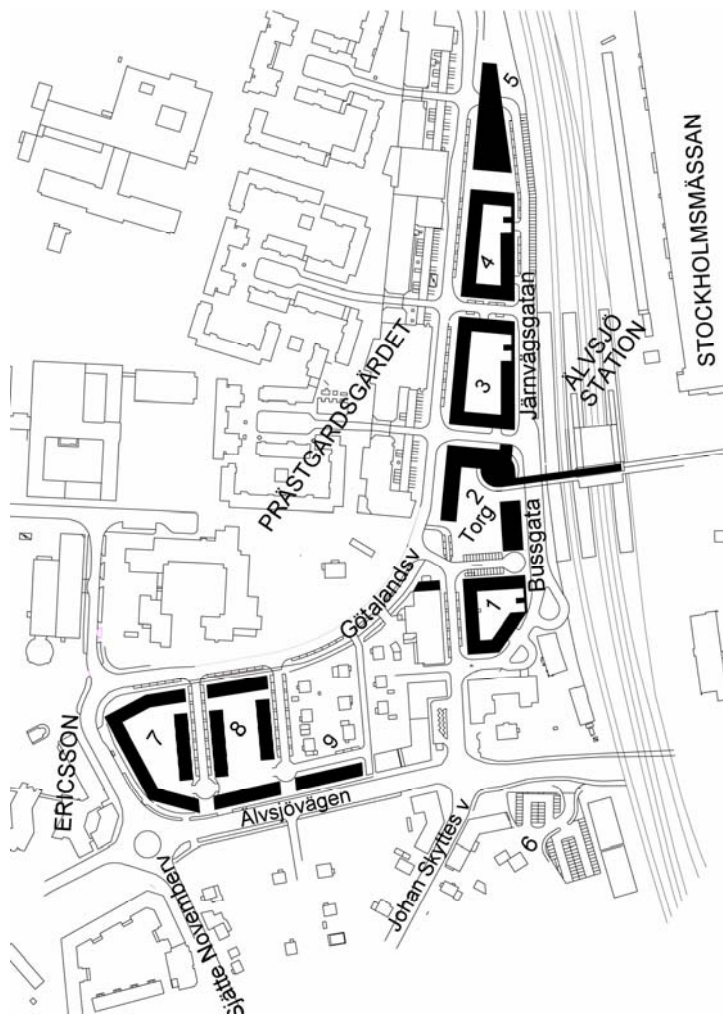 5
STOCKHOLMSMÄSSAN
4
Järnvägsgatan
ÄLVSJÖ
STATION
3
PRÄSTGÅRDSGÄRDET
2
Torg
Bussgata
1
Götalandsv
ERICSSON
7
8
9
Älvsjövägen
Johan Skyttes v
6
Sjätte Novemberv